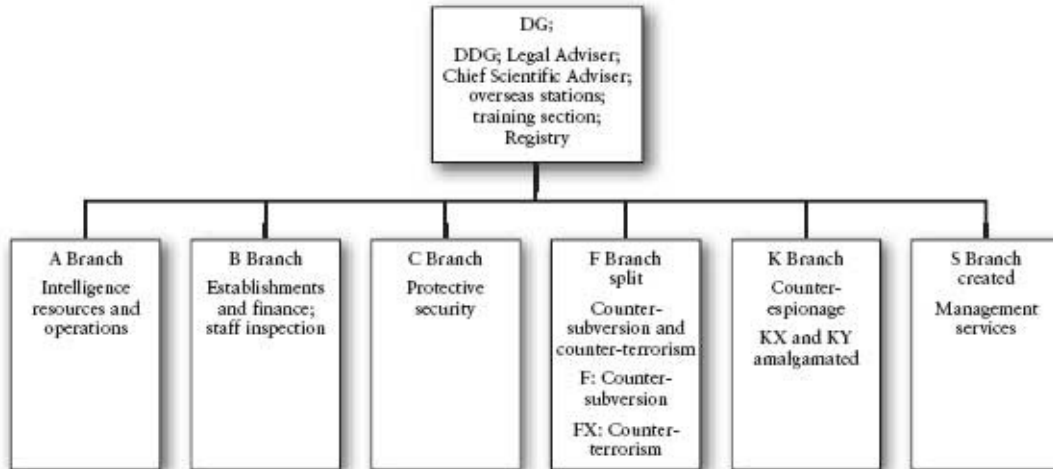 DG;
DDG; Legal Adviser;
Chief Scientific Adviser;
overseas stations;
training section;
Registry
A Branch
Intelligence
resources and
operations
B Branch
Establishments
and finance;
staff inspection
C Branch
Protective
security
F Branch
split
Counter-
subversion and
counter-terrorism
F: Counter-
subversion
FX: Counter-
terrorism
K Branch
Counter-
espionage
KX and KY
amalgamated
S Branch
created
Management
services